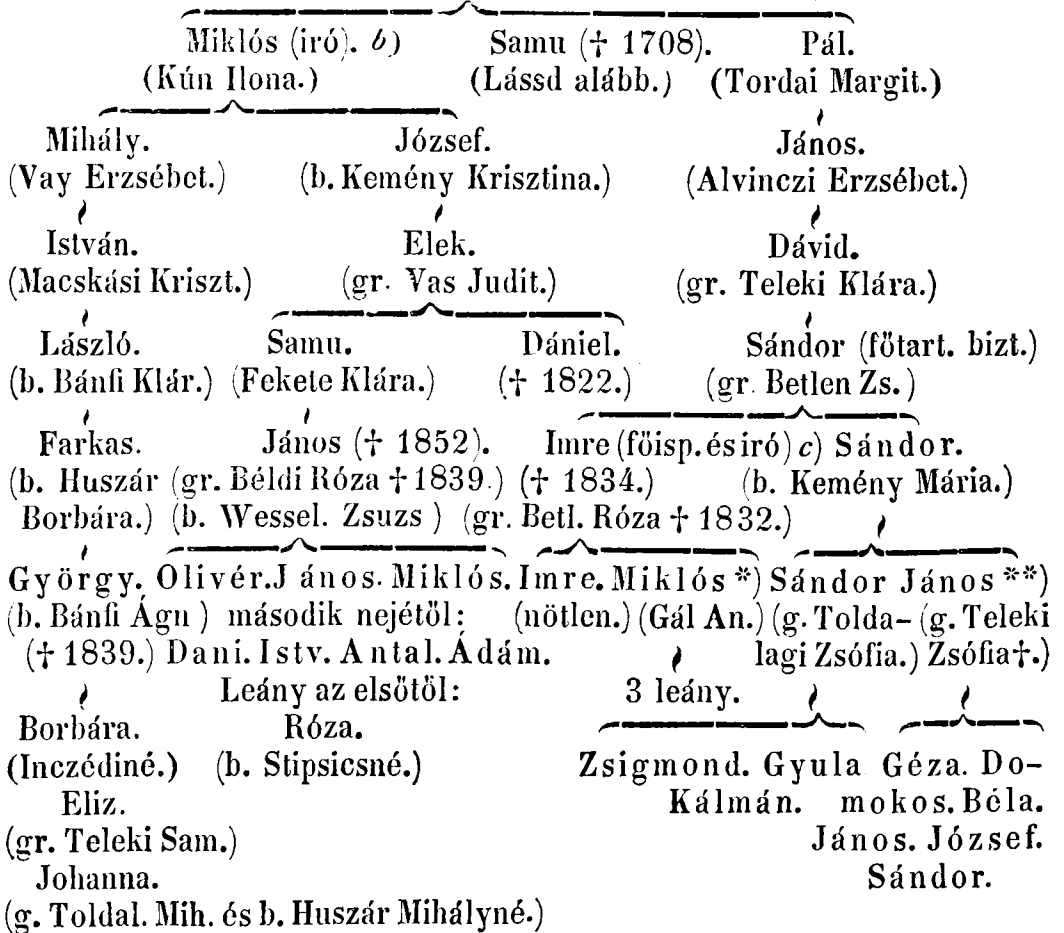 Miklós (iró). b) Samu († 1708). Pál.
(Kún Ilona.) (Lássd alább.) (Tordai Margit.)
Mihály. József. János.
(Vay Erzsébet.) (b. Kemény Krisztina.) (Alvinczi Erzsébet.)
István. Elek. Dávid.
(Macskási Kriszt.) (gr. Vas Judit.) (gr. Teleki Klára.)
László. Samu. Dániel. Sándor (főtart. bizt.)
(b. Bánfi Klár.) (Fekete Klára.) († 1822.) (gr. Betlen Zs.)
Farkas. János († 1852). Imre (főisp. és iró) c) Sándor.
(b. Huszár (gr. Béldi Róza † 1839.) († 1834.) (b. Kemény Mária.)
Borbára.) (b. Wessel. Zsuzs ) (gr. Betl. Róza † 1832.)
György. Olivér. János. Miklós. Imre. Miklós *) Sándor János **)
(b. Bánfi Ágn ) második nejétöl: (nötlen.) (Gál An.) (g. Tolda- (g. Teleki
(† 1839.) Dani. Istv. Antal. Ádám. lagi Zsófia.) Zsófia †.)
Leány az elsötöl: 3 leány.
Borbára. Róza.
(Inczédiné.) (b. Stipsicsné.) Zsigmond. Gyula Géza. Do-
Eliz. Kálmán. mokos. Béla.
(gr. Teleki Sam.) János. József.
Johanna. Sándor.
(g. Toldal. Mih. és b. Huszár Mihályné.)